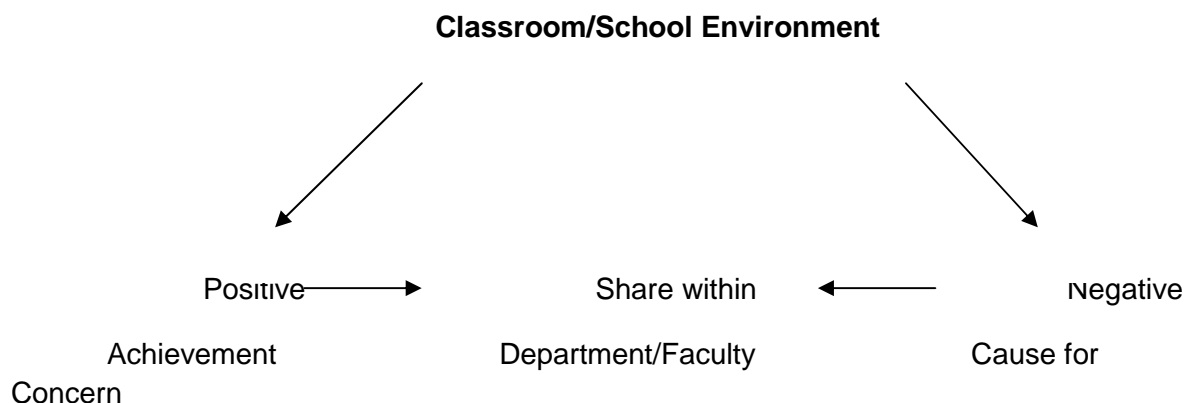 Classroom/School Environment
Positive Share within Negative
Achievement Department/Faculty Cause for
Concern